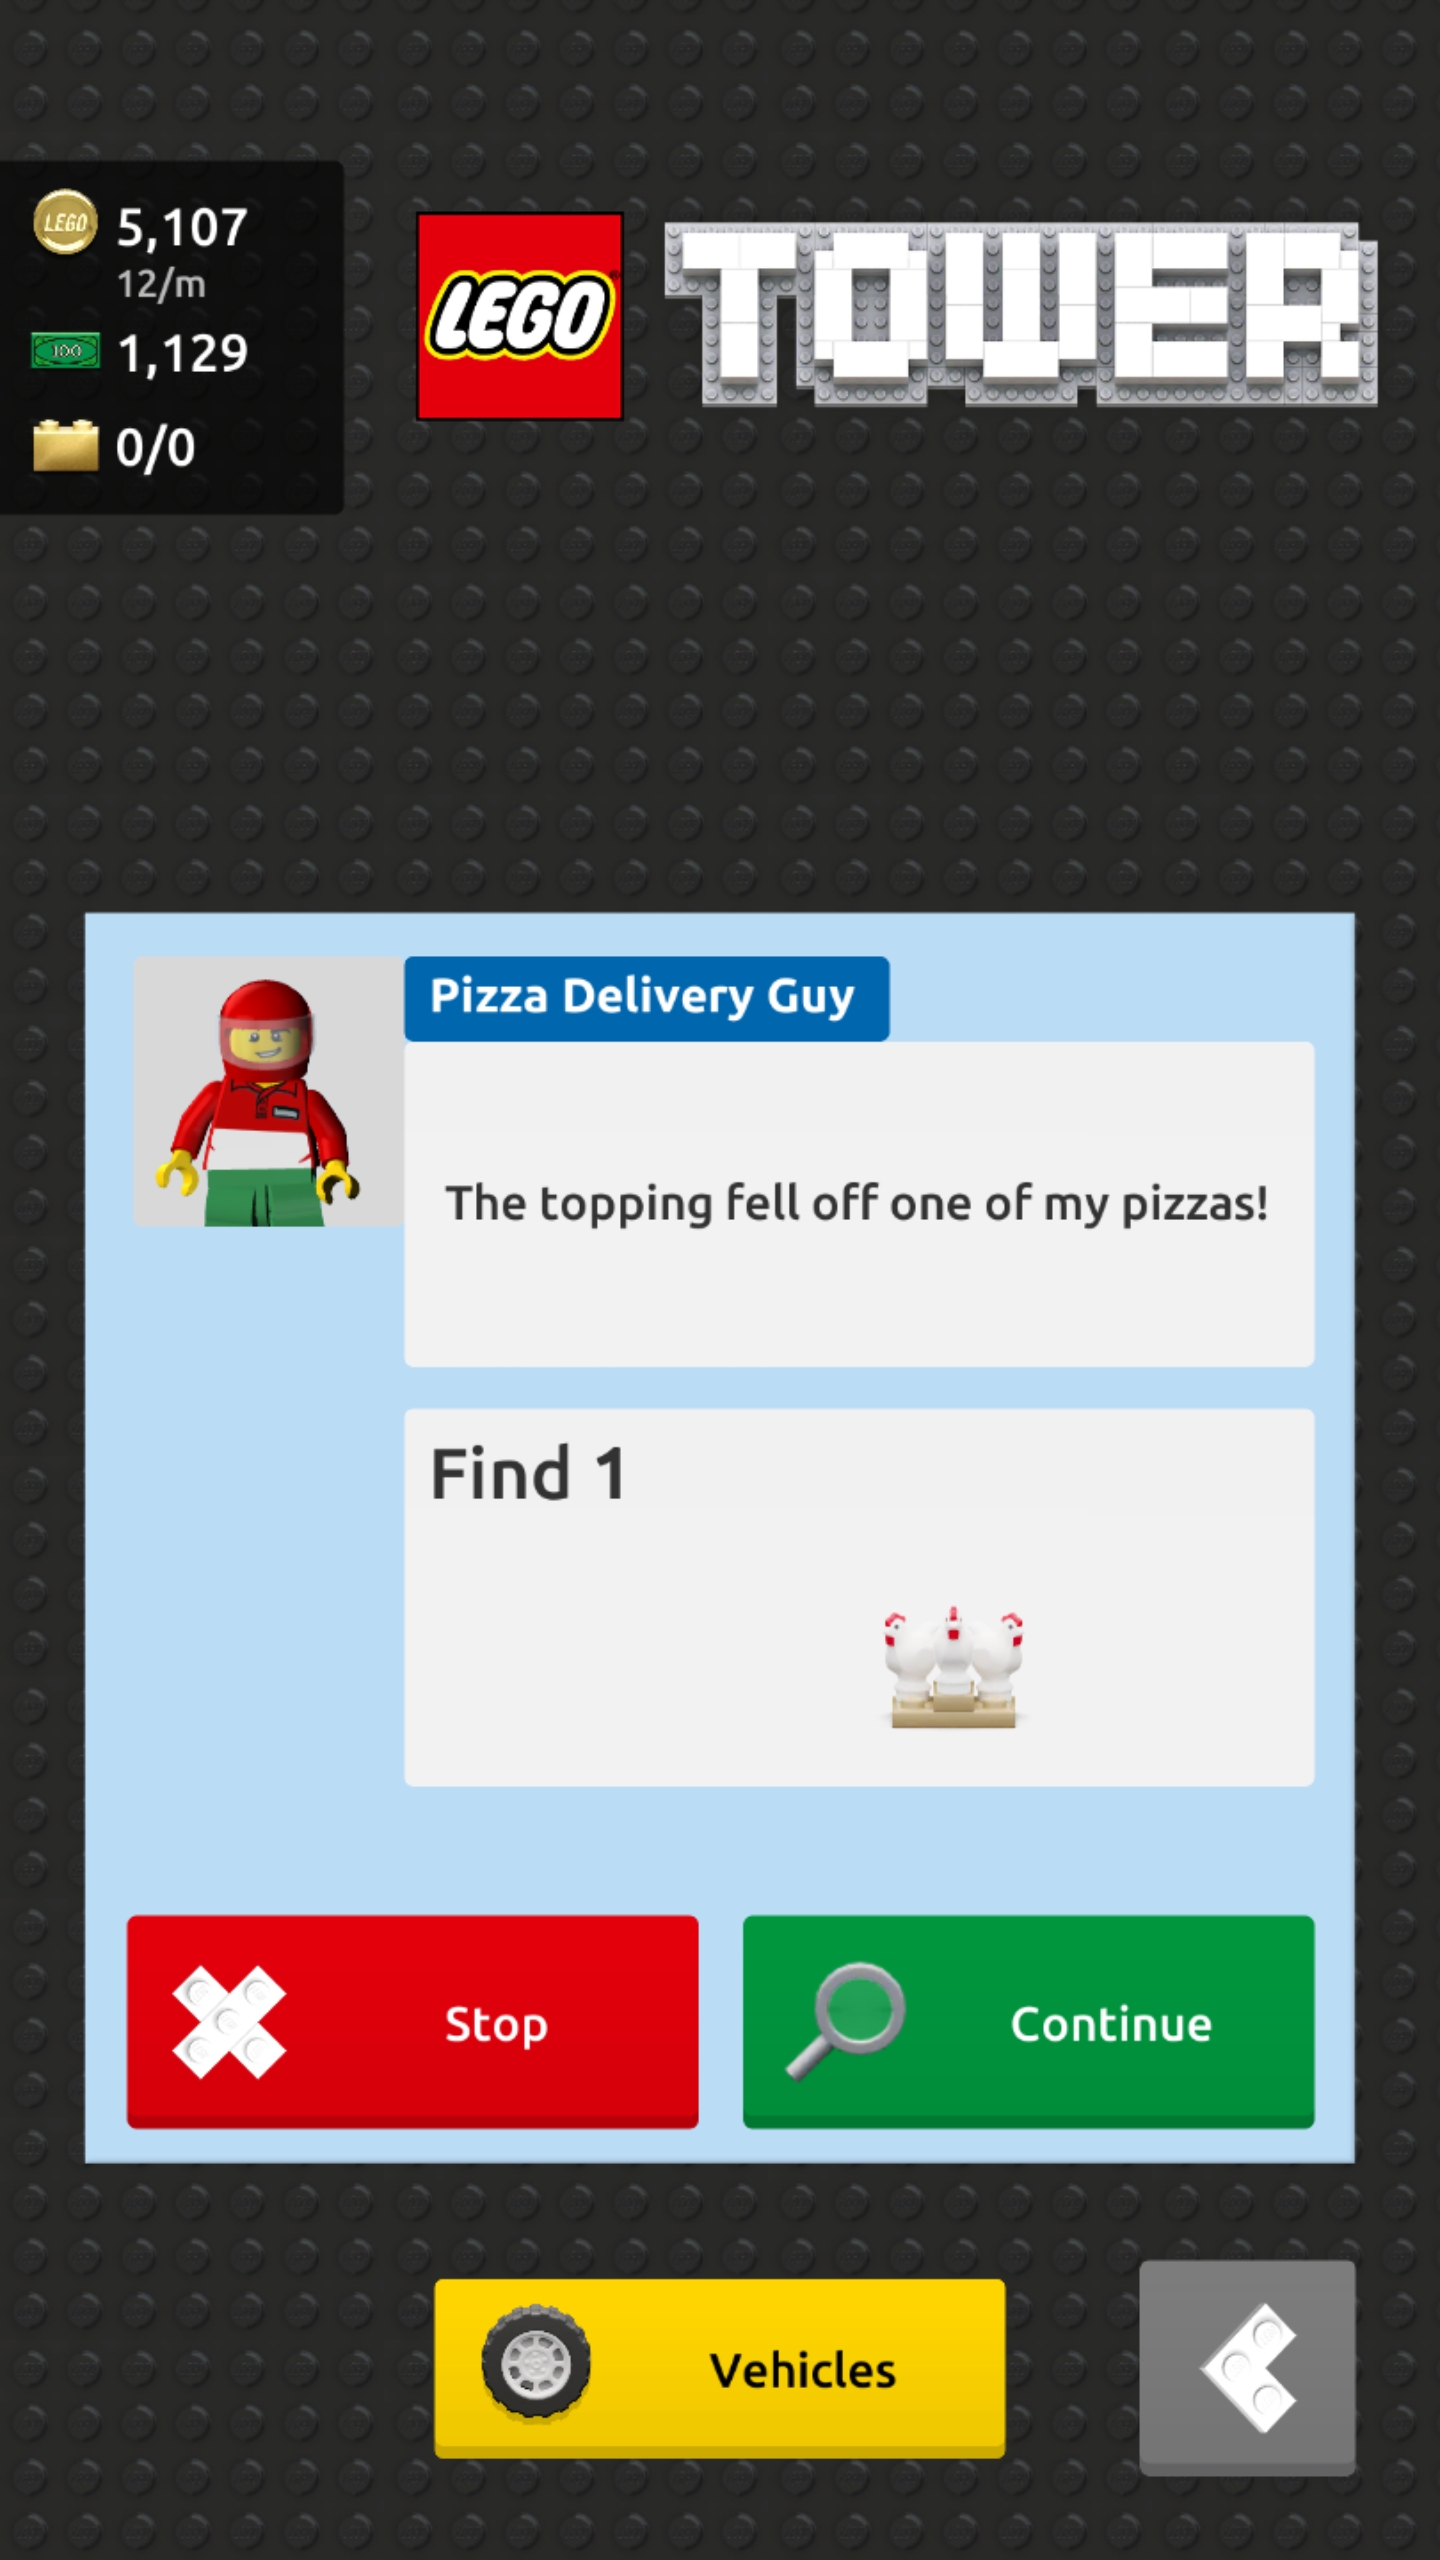 LEGO
5,107
12/m
100
1,129
0/0
LEGO
TOWER
Pizza Delivery Guy
The topping fell off one of my pizzas!
Find 1
Stop
Continue
Vehicles